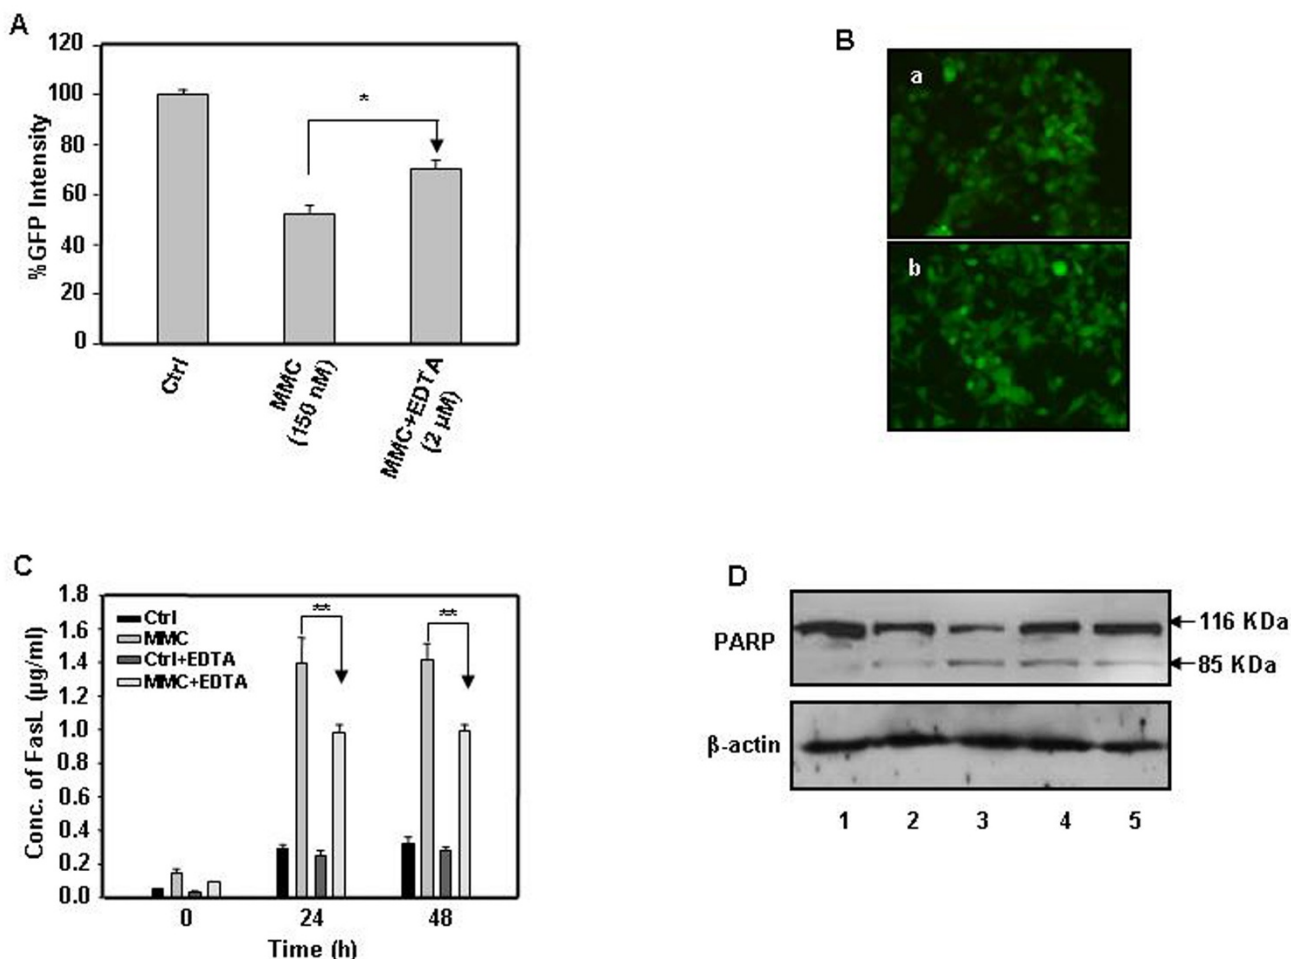 A
120
100
80
60
40
20
0
%GFP Intensity
*
Ctrl
MMC
(150 nM)
MMC+EDTA
(2 µM)
B
a
b
C
1.8
1.6
1.4
1.2
1.0
0.8
0.6
0.4
0.2
0.0
Conc. of FasL (µg/ml)
Ctrl
MMC
Ctrl+EDTA
MMC+EDTA
**
**
0 24 48
Time (h)
D
PARP
116 KDa
85 KDa
β-actin
1 2 3 4 5